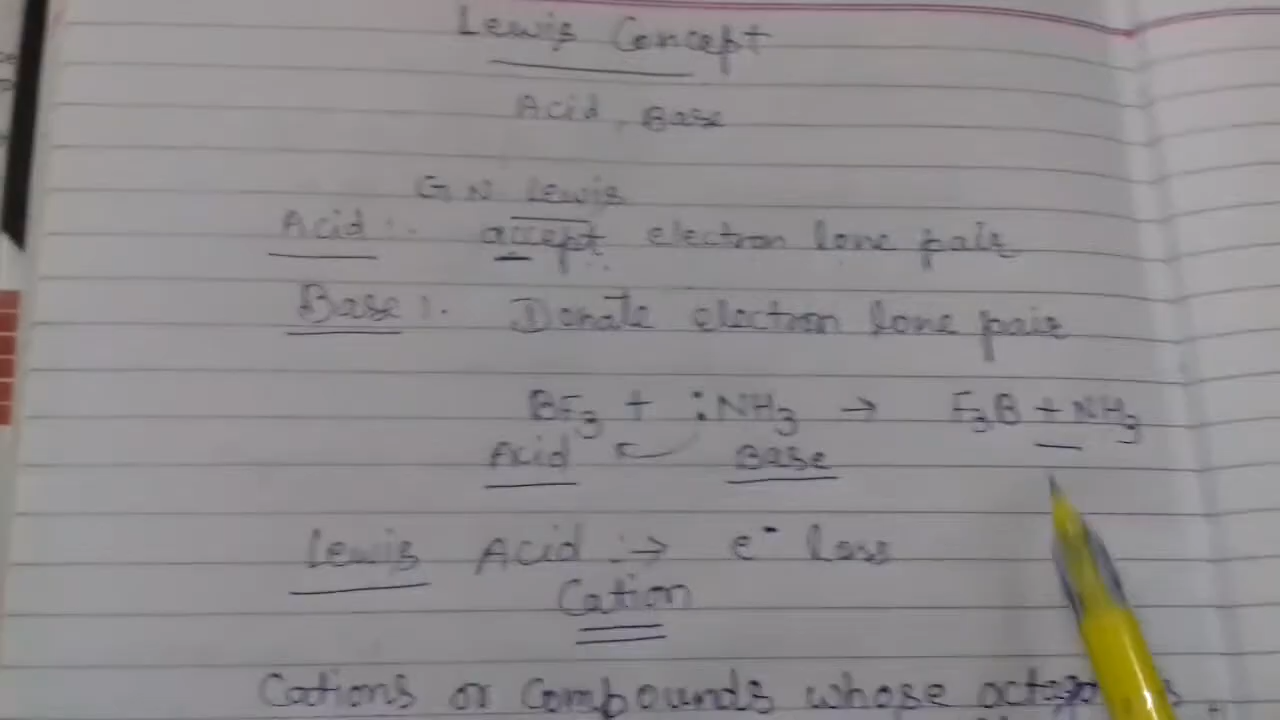 Lewis Concept
Acid, Base
G.N Lewis
Acid :- accept electron lone pair
Base :- Donate electron lone pair
BF3 + :NH3 → F3B ← NH3
Acid Base
Lewis Acid :→ e- Less
Cation
Cations or compounds whose